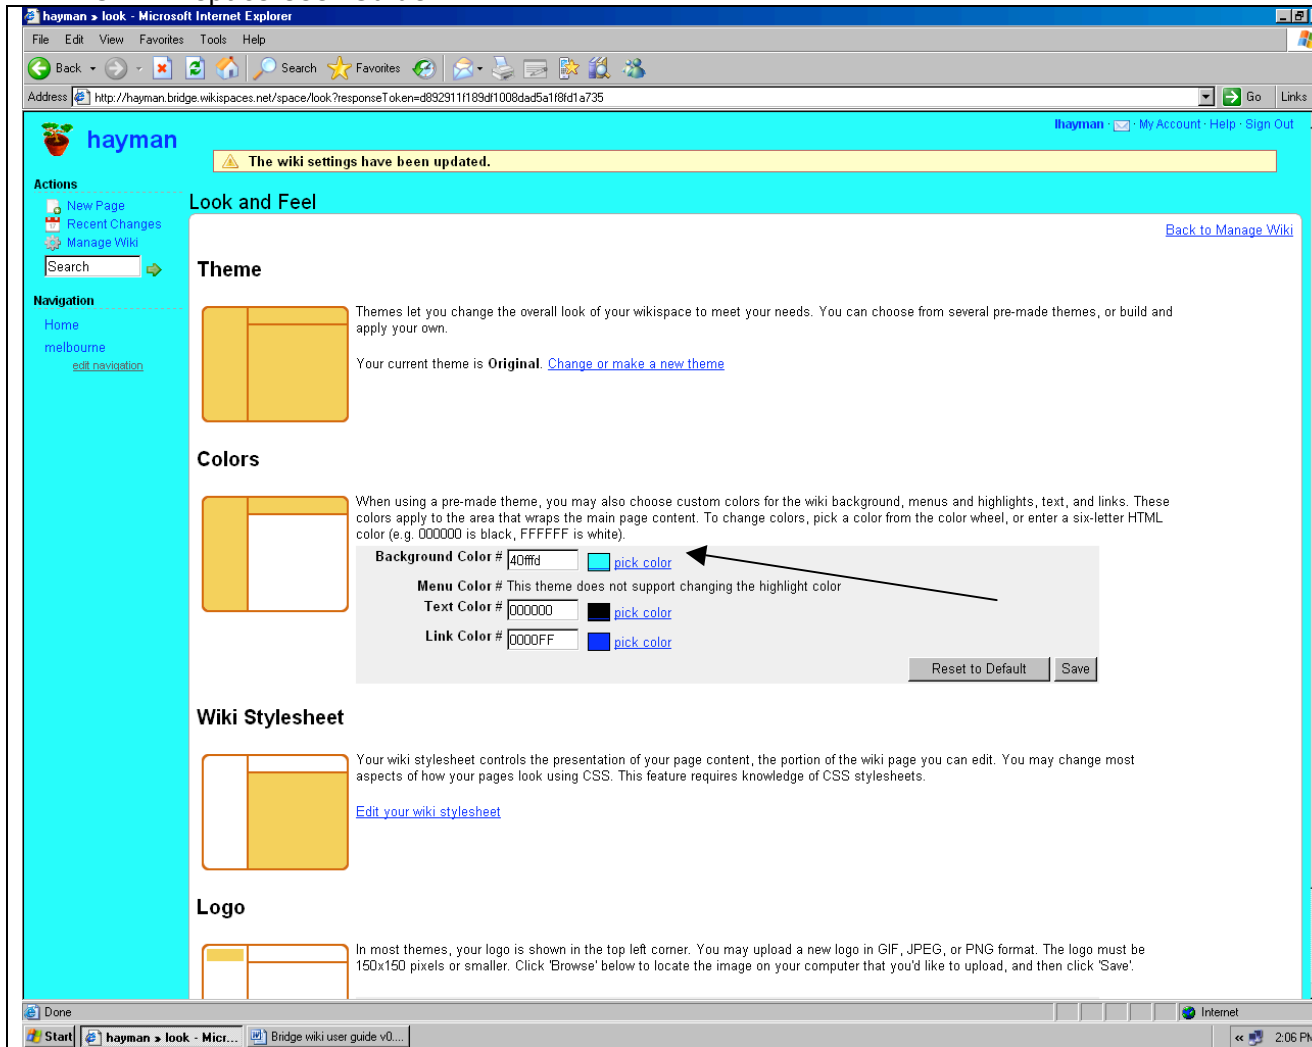 hayman » look - Microsoft Internet Explorer
File Edit View Favorites Tools Help
Back Search Favorites
Address http://hayman.bridge.wikispaces.net/space/look?responseToken=d892911f189df1008dad5a1f8fd1a735 Go Links
hayman
lhayman · My Account · Help · Sign Out
The wiki settings have been updated.
Actions
New Page
Recent Changes
Manage Wiki
Search
Navigation
Home
melbourne
edit navigation
Look and Feel
Back to Manage Wiki
Theme
Themes let you change the overall look of your wikispace to meet your needs. You can choose from several pre-made themes, or build and
apply your own.
Your current theme is Original. Change or make a new theme
Colors
When using a pre-made theme, you may also choose custom colors for the wiki background, menus and highlights, text, and links. These
colors apply to the area that wraps the main page content. To change colors, pick a color from the color wheel, or enter a six-letter HTML
color (e.g. 000000 is black, FFFFFF is white).
Background Color # 40fffd pick color
Menu Color # This theme does not support changing the highlight color
Text Color # 000000 pick color
Link Color # 0000FF pick color
Reset to Default Save
Wiki Stylesheet
Your wiki stylesheet controls the presentation of your page content, the portion of the wiki page you can edit. You may change most
aspects of how your pages look using CSS. This feature requires knowledge of CSS stylesheets.
Edit your wiki stylesheet
Logo
In most themes, your logo is shown in the top left corner. You may upload a new logo in GIF, JPEG, or PNG format. The logo must be
150x150 pixels or smaller. Click 'Browse' below to locate the image on your computer that you'd like to upload, and then click 'Save'.
Done Internet
Start hayman » look - Micr... Bridge wiki user guide v0.... « 2:06 PM